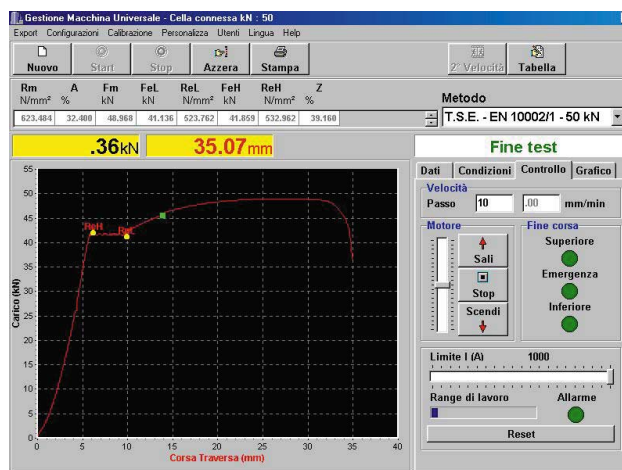 Gestione Macchina Universale - Cella connessa kN : 50
Export Configurazioni Calibrazione Personalizza Utenti Lingua Help
Nuovo Start Stop Azzera Stampa 2° Velocità Tabella
Rm A Fm FeL ReL FeH ReH Z
N/mm² % kN kN N/mm² kN N/mm² %
623.484 32.400 48.968 41.136 523.762 41.859 532.962 39.160
Metodo
T.S.E. - EN 10002/1 - 50 kN
.36kN 35.07mm
Fine test
Dati Condizioni Controllo Grafico
Velocità
Passo 10 .00 mm/min
Motore
Sali
Stop
Scendi
Fine corsa
Superiore
Emergenza
Inferiore
Limite I (A) 1000
Range di lavoro Allarme
Reset
Carico (kN)
55
50
45
40
35
30
25
20
15
10
5
0
ReH ReL
0 5 10 15 20 25 30 35 40
Corsa Traversa (mm)